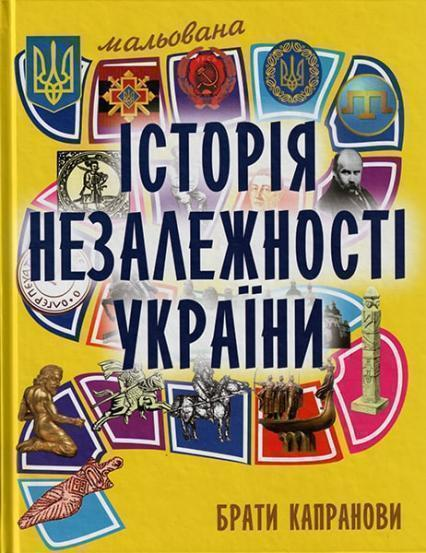 мальована
ІСТОРІЯ
НЕЗАЛЕЖНОСТІ
УКРАЇНИ
БРАТИ КАПРАНОВИ